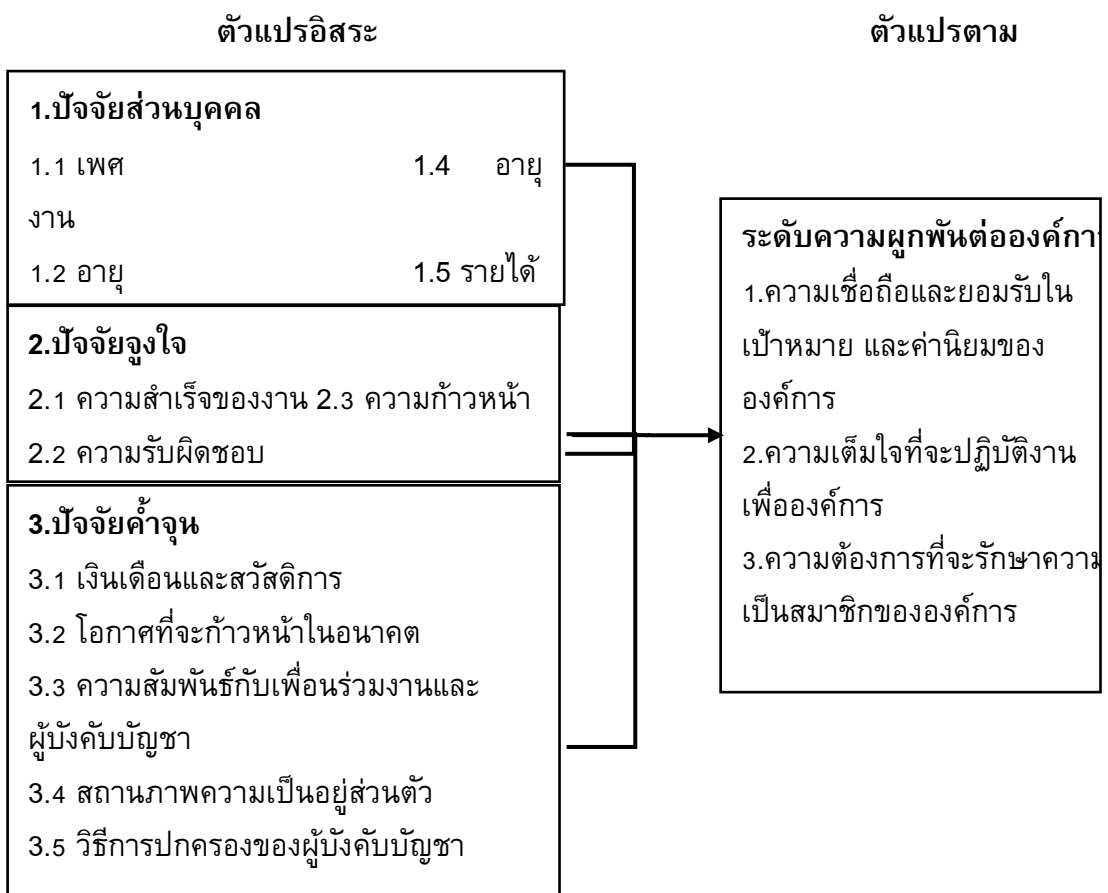 ตัวแปรอิสระ
ตัวแปรตาม
1.ปัจจัยส่วนบุคคล
1.1 เพศ 1.4 อายุ
งาน
1.2 อายุ 1.5 รายได้
2.ปัจจัยจูงใจ
2.1 ความสำเร็จของงาน 2.3 ความก้าวหน้า
2.2 ความรับผิดชอบ
3.ปัจจัยค้ำจุน
3.1 เงินเดือนและสวัสดิการ
3.2 โอกาสที่จะก้าวหน้าในอนาคต
3.3 ความสัมพันธ์กับเพื่อนร่วมงานและ
ผู้บังคับบัญชา
3.4 สถานภาพความเป็นอยู่ส่วนตัว
3.5 วิธีการปกครองของผู้บังคับบัญชา
ระดับความผูกพันต่อองค์การ
1.ความเชื่อถือและยอมรับใน
เป้าหมาย และค่านิยมของ
องค์การ
2.ความเต็มใจที่จะปฏิบัติงาน
เพื่อองค์การ
3.ความต้องการที่จะรักษาความ
เป็นสมาชิกขององค์การ